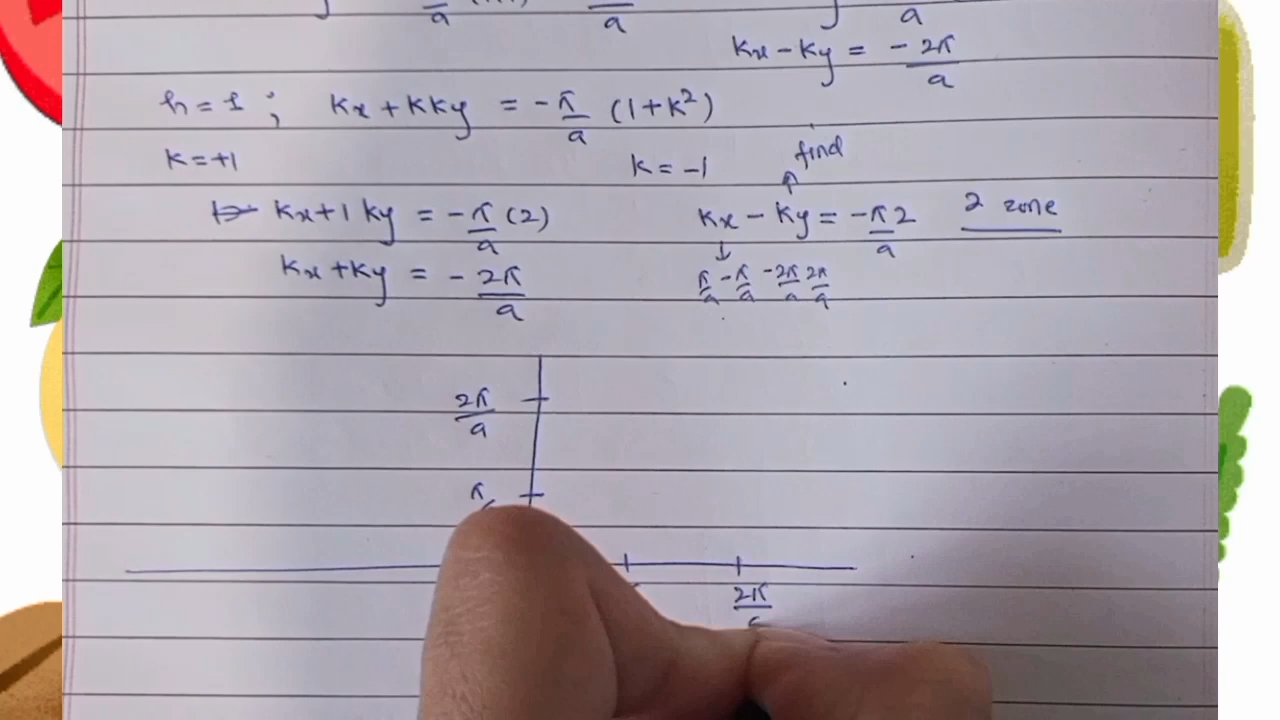 kx - ky = - 2π/a
h = 1 ; kx + kky = - π/a (1 + k²)
k = +1 k = -1 find
kx + 1 ky = - π/a (2) kx - ky = - π/a 2 2 zone
kx + ky = - 2π/a π/a - π/a - 2π/a 2π/a
2π/a
π
2π